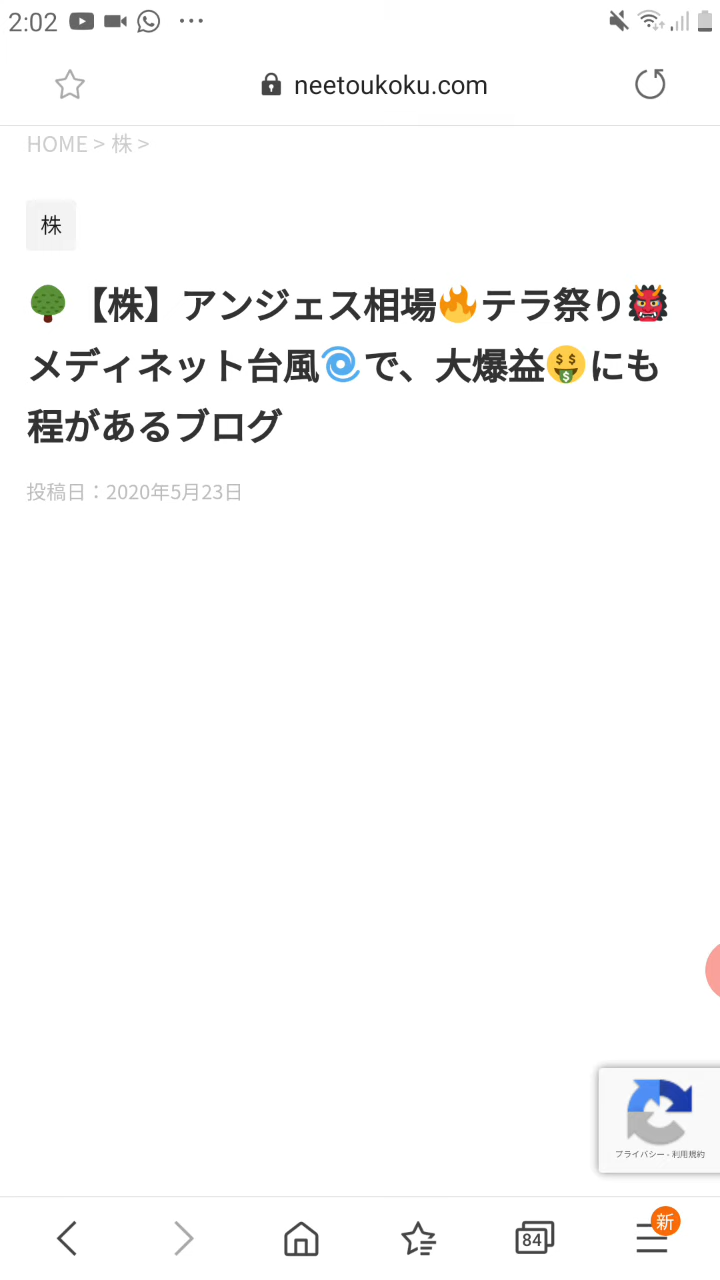 2:02
neetoukoku.com
HOME > 株 >
株
🌳【株】アンジェス相場🔥テラ祭り👹
メディネット台風🌀で、大爆益🤑にも
程があるブログ
投稿日：2020年5月23日
プライバシー - 利用規約
84
新